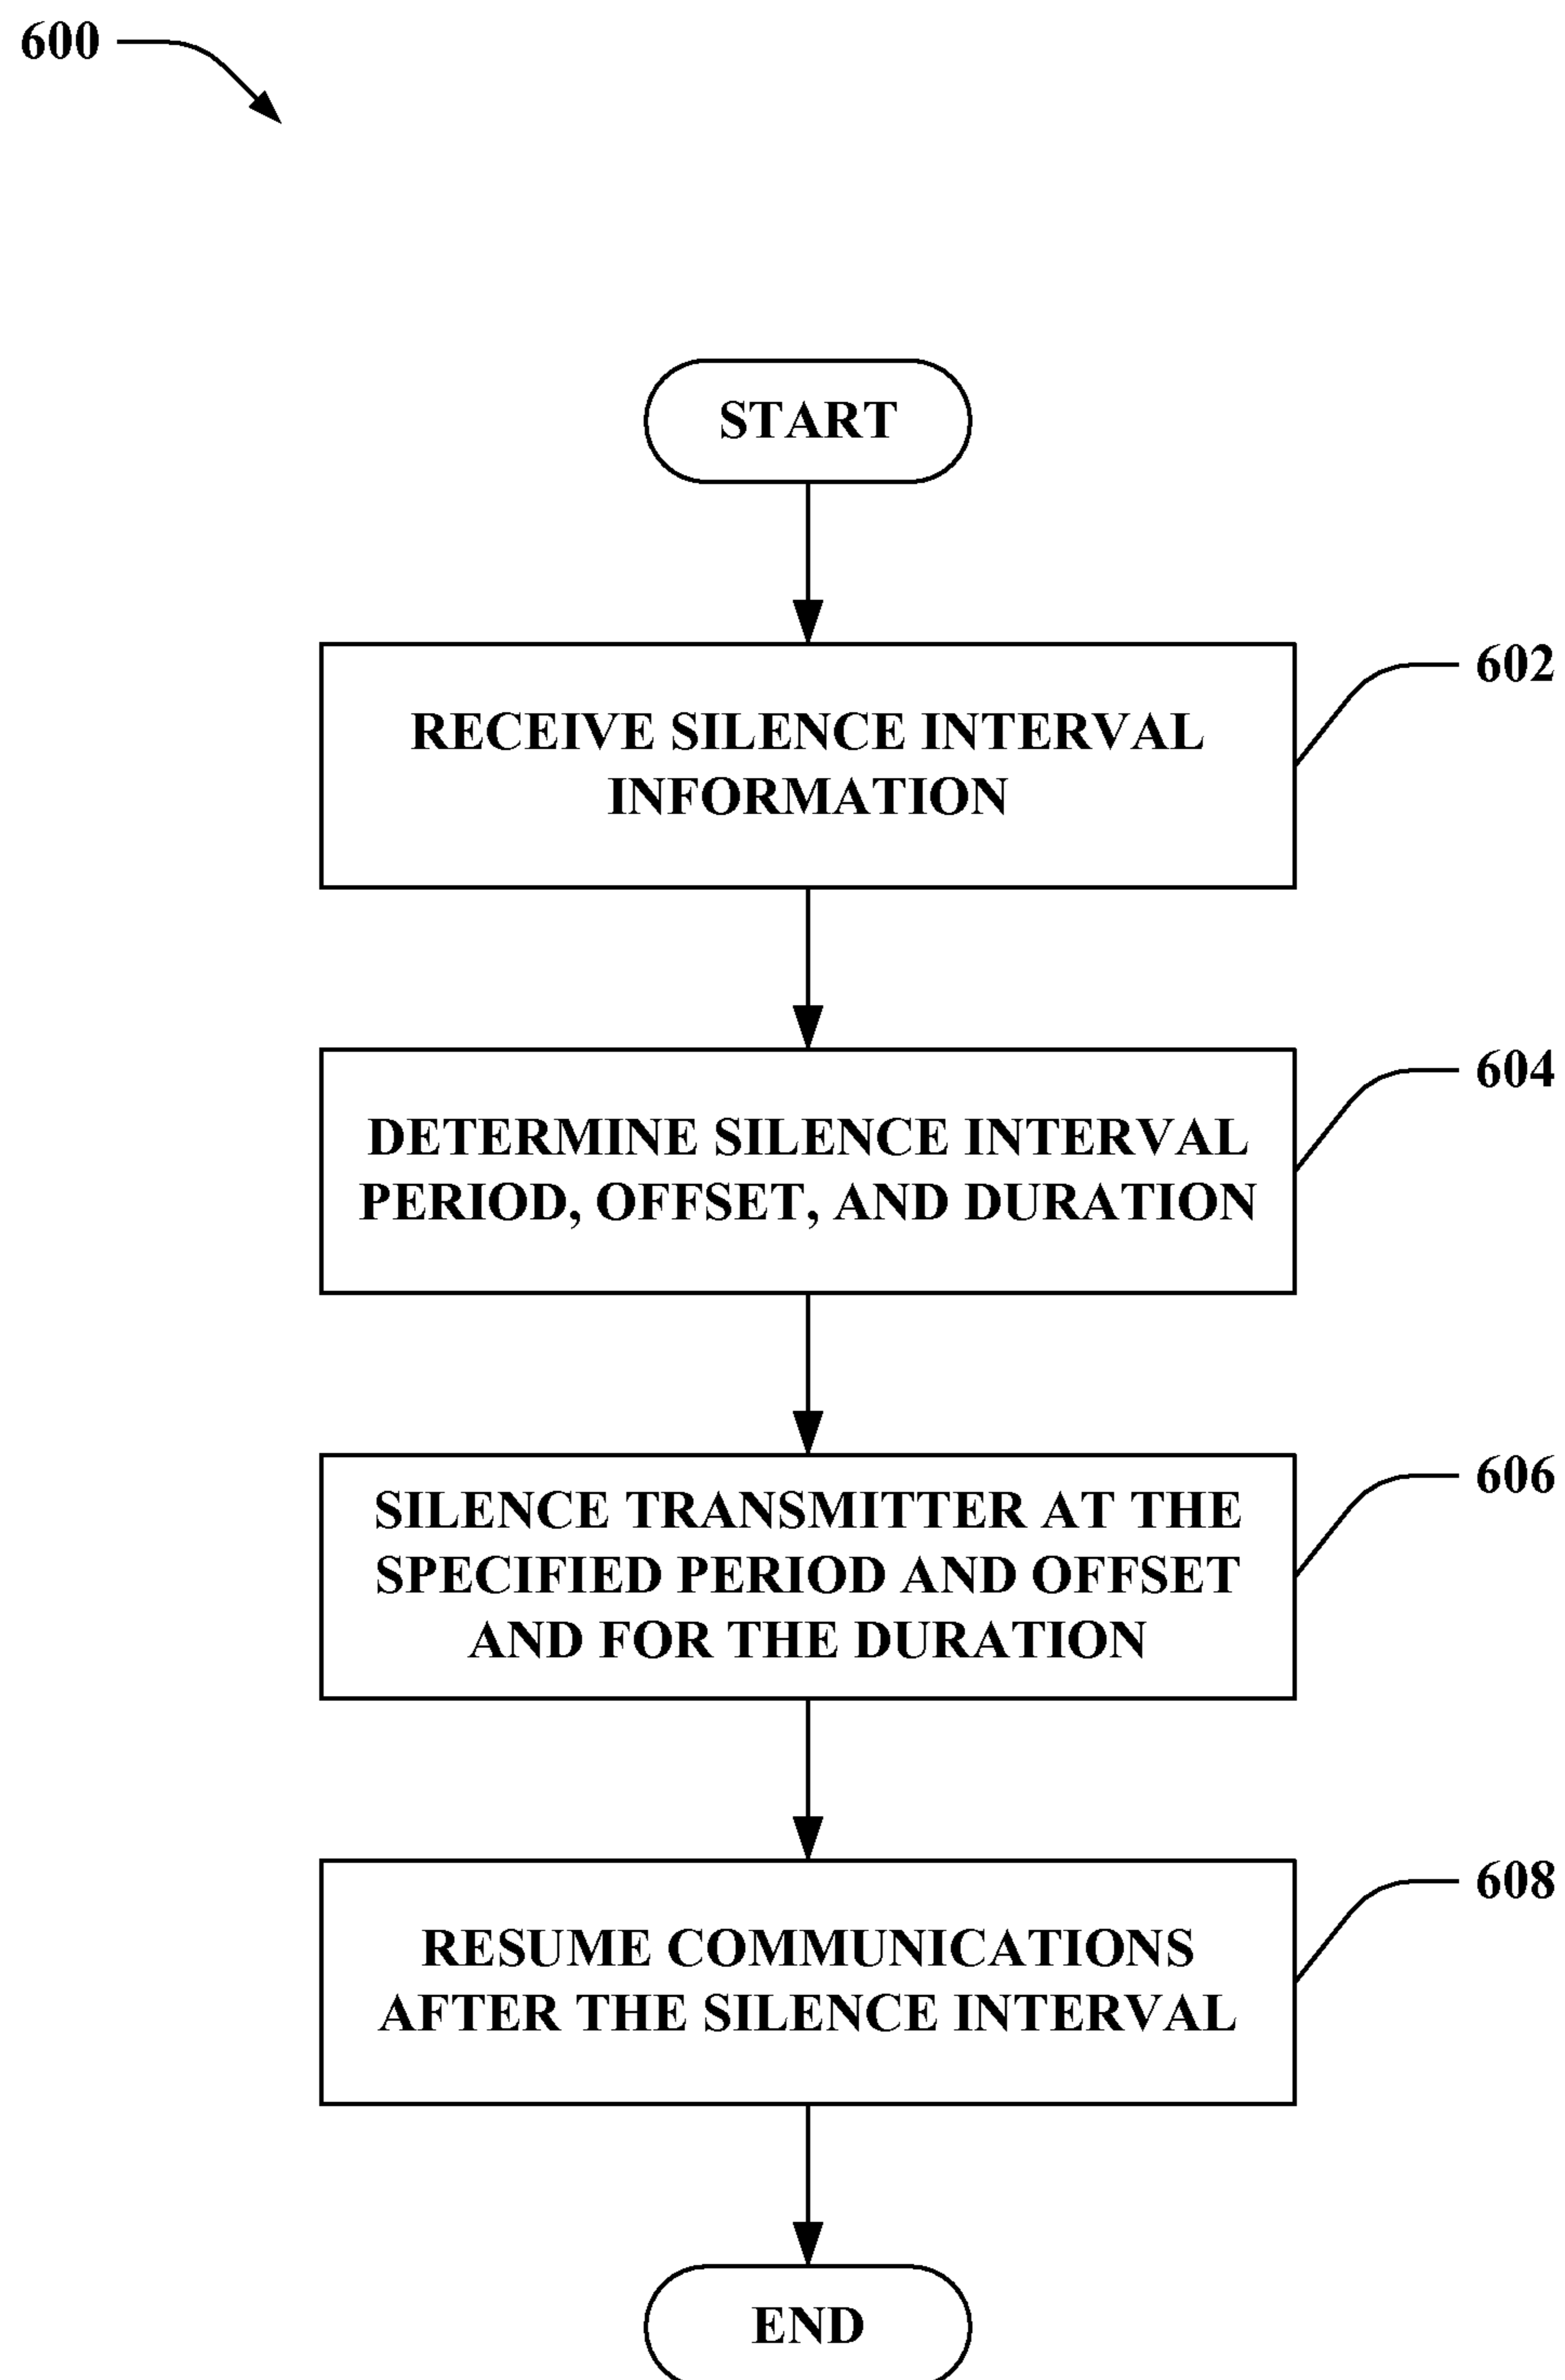 600
START
RECEIVE SILENCE INTERVAL
INFORMATION
602
DETERMINE SILENCE INTERVAL
PERIOD, OFFSET, AND DURATION
604
SILENCE TRANSMITTER AT THE
SPECIFIED PERIOD AND OFFSET
AND FOR THE DURATION
606
RESUME COMMUNICATIONS
AFTER THE SILENCE INTERVAL
608
END